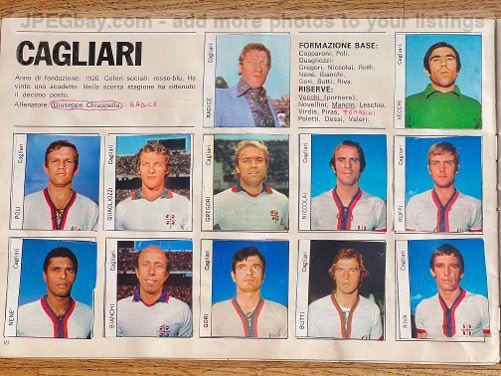 JPEGbay.com - add more photos to your listings
CAGLIARI
Anno di fondazione: 1920. Colori sociali: rosso-blu. Ha
vinto uno scudetto. Nella scorsa stagione ha ottenuto
il decimo posto.
Allenatore: Giuseppe Chiappella RADICE
FORMAZIONE BASE:
Copparoni; Poli,
Quagliozzi;
Gregori, Niccolai, Roffi;
Nené, Bianchi,
Gori, Butti, Riva.
RISERVE:
Vecchi (portiere),
Novellini, Mancin, Leschio,
Virdis, Piras,
Poletti, Dessì, Valeri.
Cagliari
RADICE
Cagliari
VECCHI
Cagliari
POLI
Cagliari
QUAGLIOZZI
Cagliari
GREGORI
Cagliari
NICCOLAI
Cagliari
ROFFI
Cagliari
NENE'
Cagliari
BIANCHI
Cagliari
GORI
Cagliari
BUTTI
Cagliari
RIVA
VI